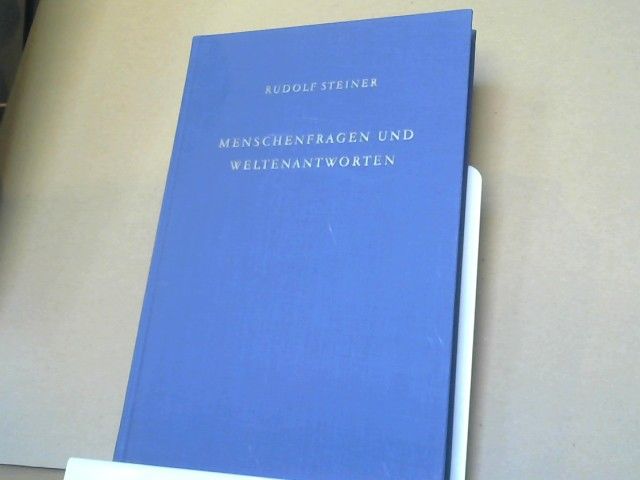 RUDOLF STEINER
MENSCHENFRAGEN UND
WELTENANTWORTEN